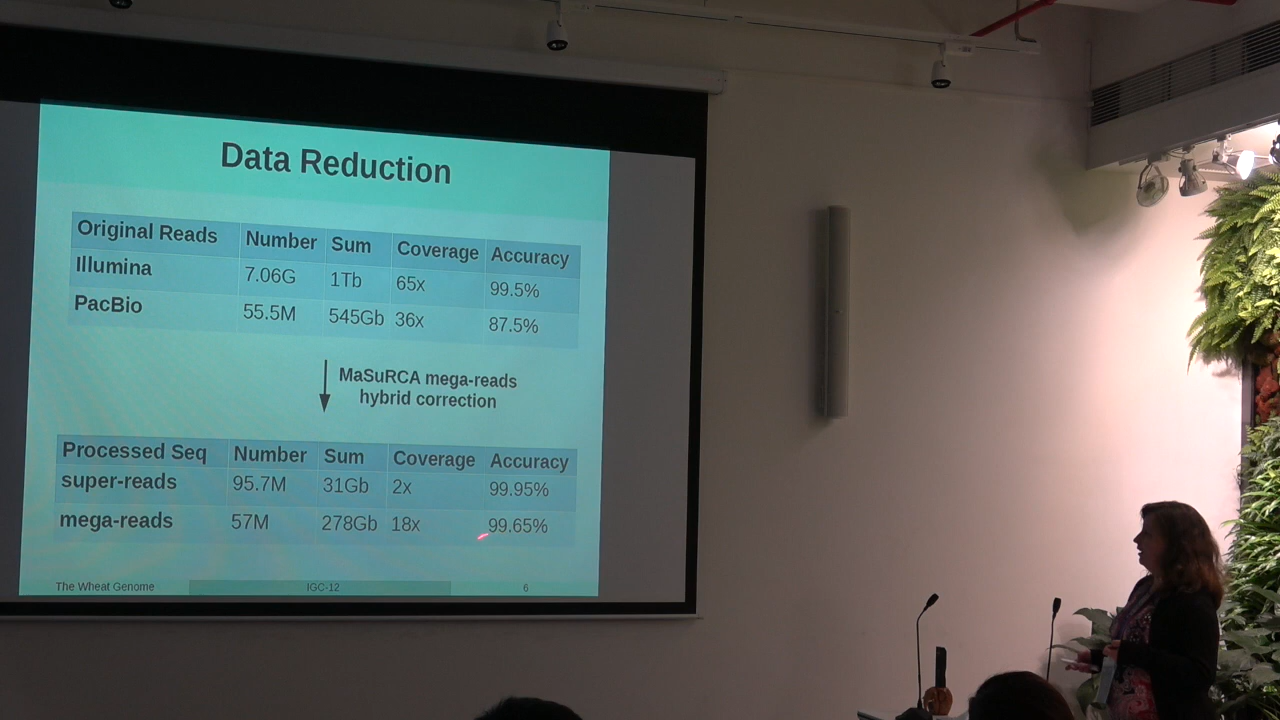 Data Reduction
Original Reads Number Sum Coverage Accuracy
Illumina 7.06G 1Tb 65x 99.5%
PacBio 55.5M 545Gb 36x 87.5%
MaSuRCA mega-reads
hybrid correction
Processed Seq Number Sum Coverage Accuracy
super-reads 95.7M 31Gb 2x 99.95%
mega-reads 57M 278Gb 18x 99.65%
The Wheat Genome IGC-12 6